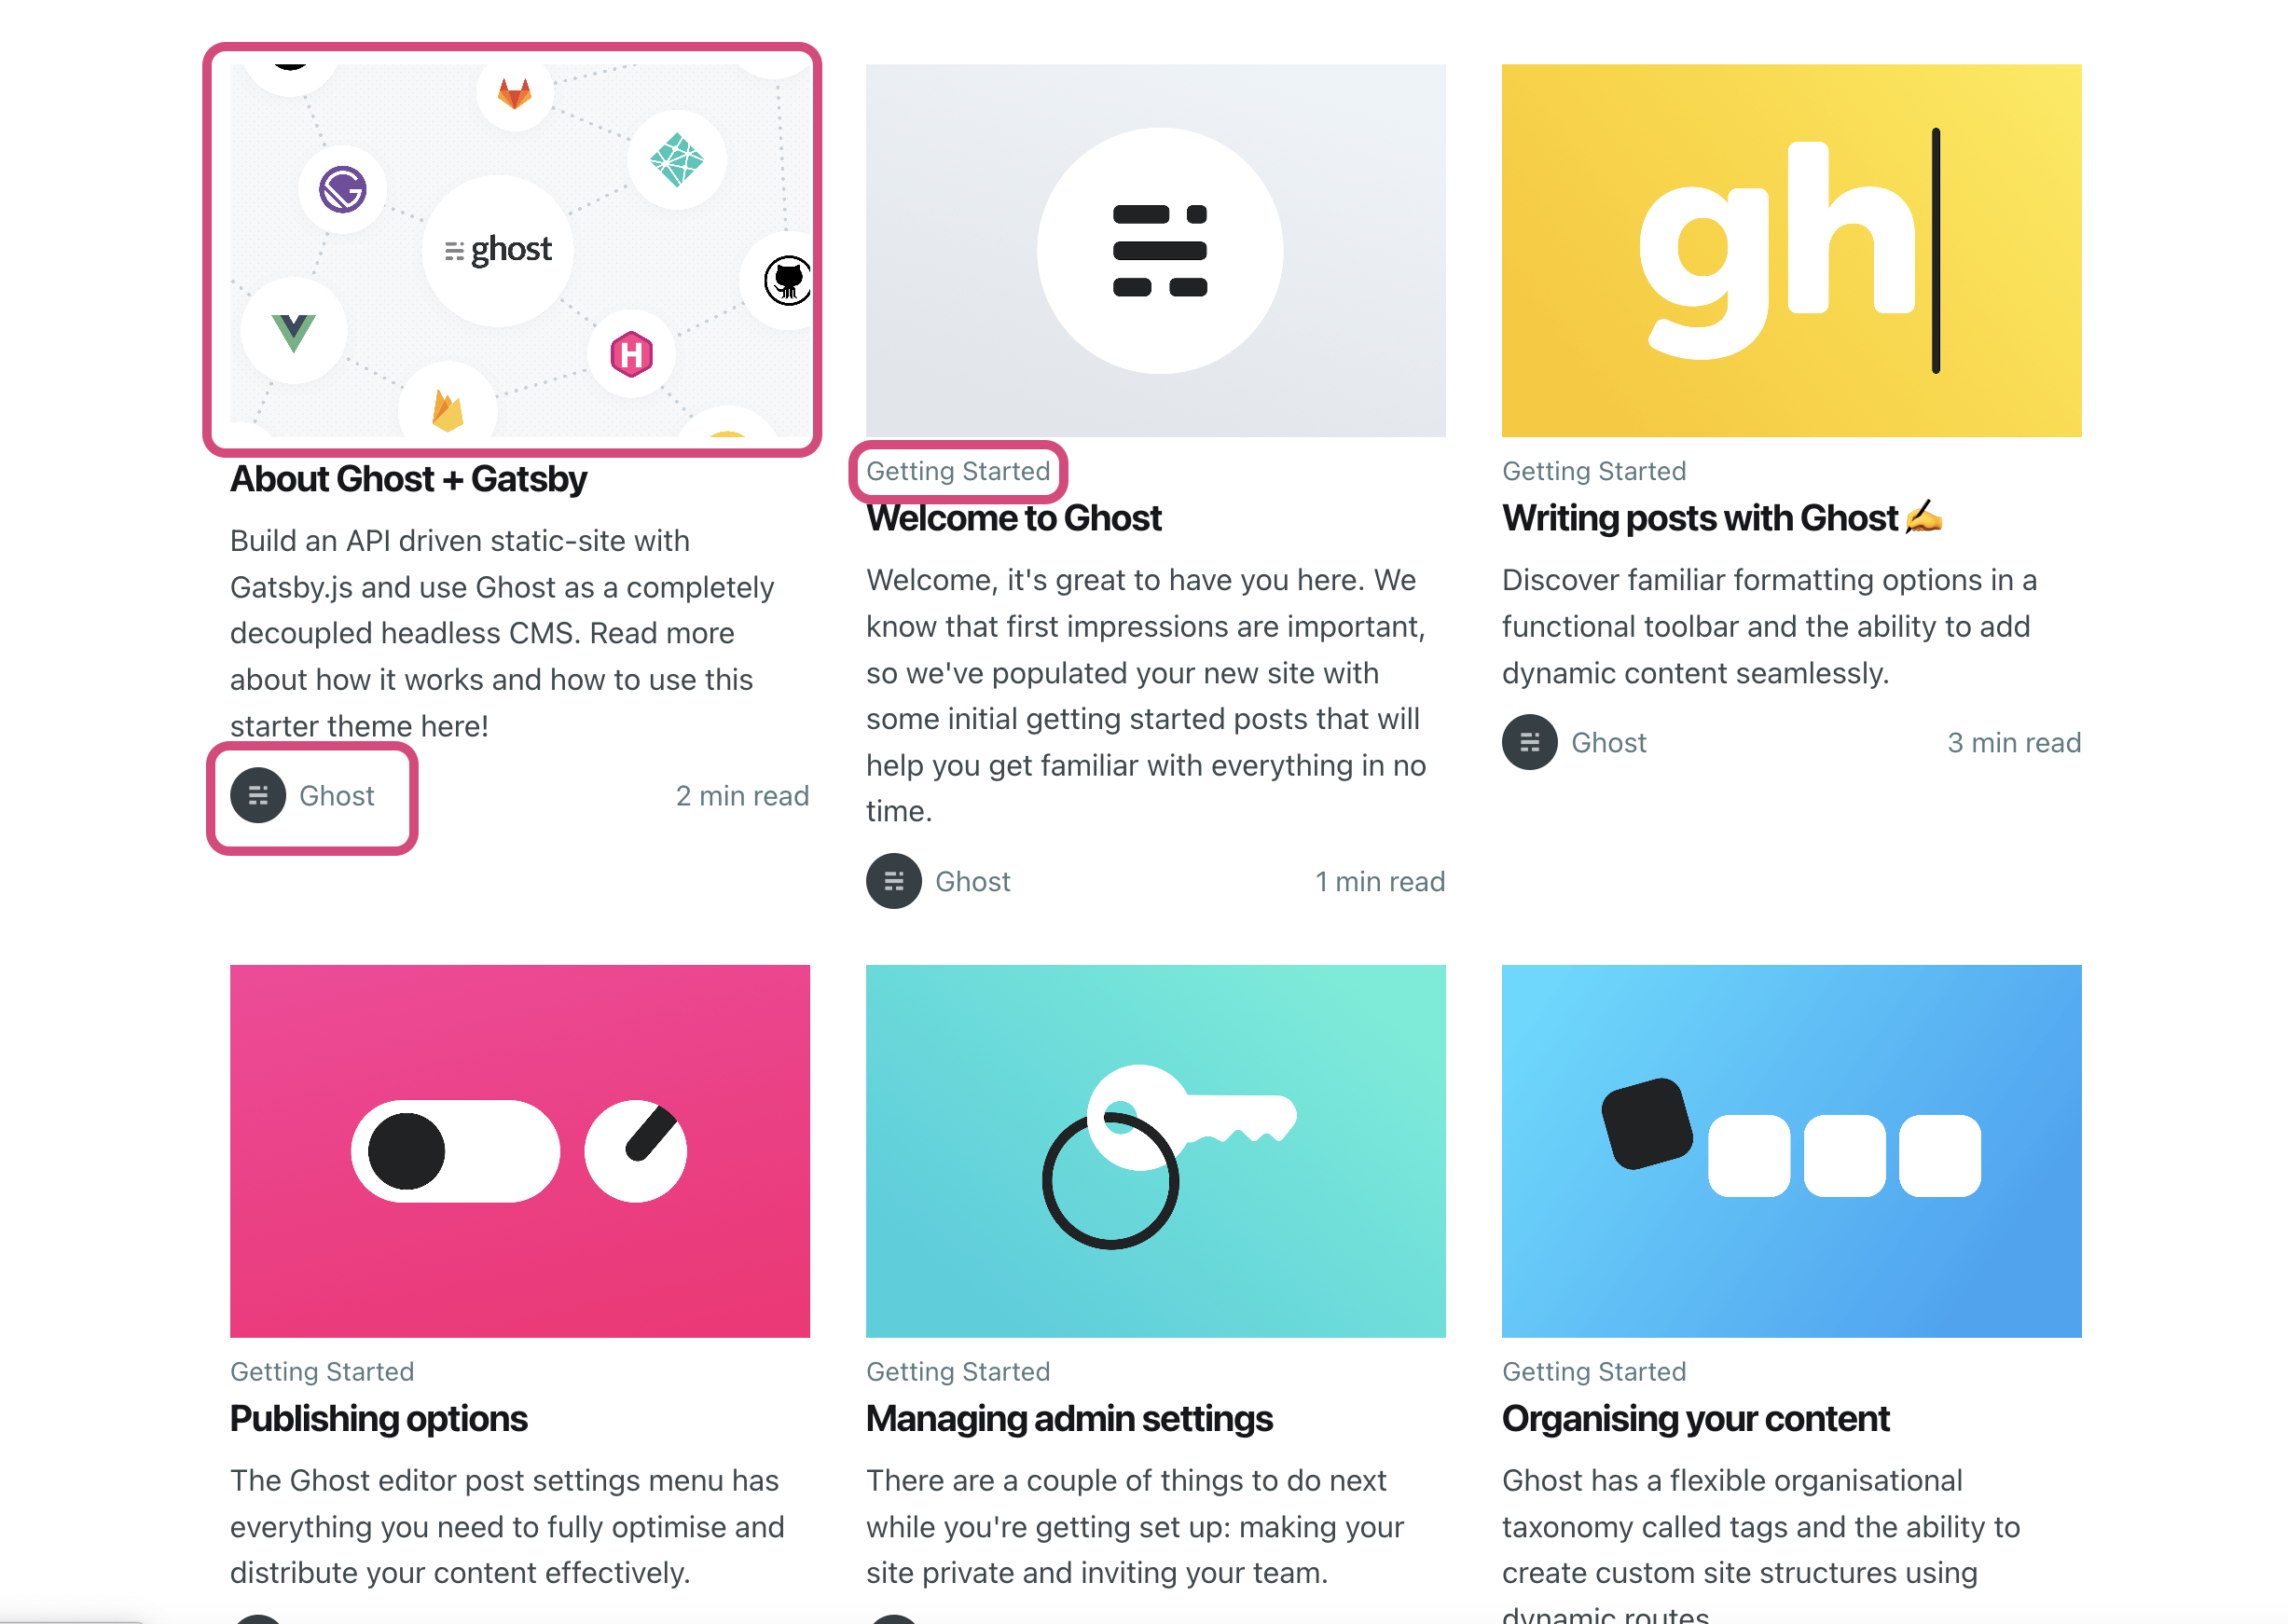 ghost
gh
About Ghost + Gatsby
Build an API driven static-site with
Gatsby.js and use Ghost as a completely
decoupled headless CMS. Read more
about how it works and how to use this
starter theme here!
Ghost
2 min read
Getting Started
Welcome to Ghost
Welcome, it's great to have you here. We
know that first impressions are important,
so we've populated your new site with
some initial getting started posts that will
help you get familiar with everything in no
time.
Ghost
1 min read
Getting Started
Writing posts with Ghost ✍️
Discover familiar formatting options in a
functional toolbar and the ability to add
dynamic content seamlessly.
Ghost
3 min read
Getting Started
Publishing options
The Ghost editor post settings menu has
everything you need to fully optimise and
distribute your content effectively.
Getting Started
Managing admin settings
There are a couple of things to do next
while you're getting set up: making your
site private and inviting your team.
Getting Started
Organising your content
Ghost has a flexible organisational
taxonomy called tags and the ability to
create custom site structures using
dynamic routes